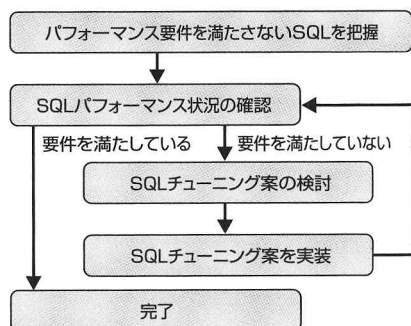 パフォーマンス要件を満たさないSQLを把握
SQLパフォーマンス状況の確認
要件を満たしている
要件を満たしていない
SQLチューニング案の検討
SQLチューニング案を実装
完了